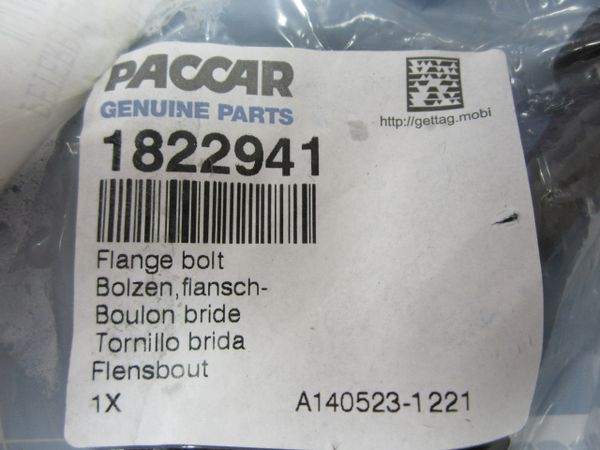 PACCAR
GENUINE PARTS
http://gettag.mobi
1822941
Flange bolt
Bolzen,flansch-
Boulon bride
Tornillo brida
Flensbout
1X A140523-1221